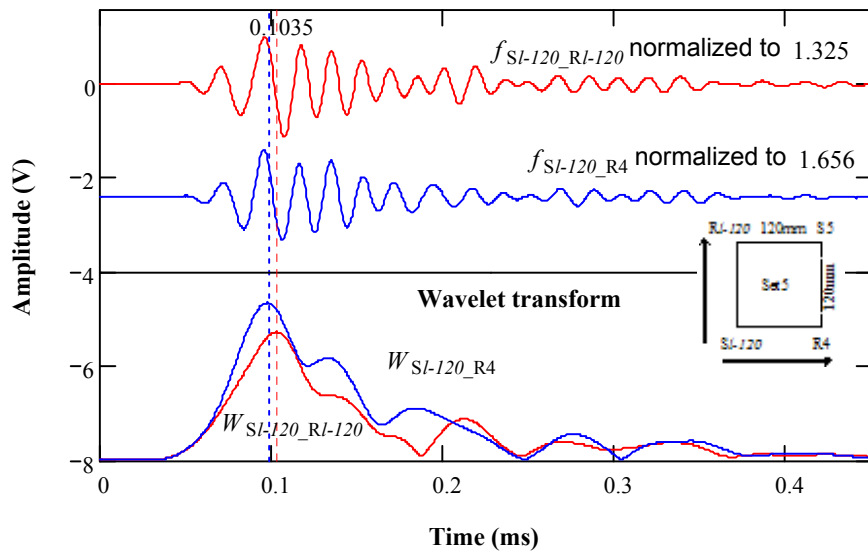 0.1035
fSl-120_Rl-120 normalized to 1.325
0
fSl-120_R4 normalized to 1.656
−2
Amplitude (V)
Rl-120 120mm S5
−4
Wavelet transform
Set5
120mm
Sl-120 R4
WSl-120_R4
−6
WSl-120_Rl-120
−8
0 0.1 0.2 0.3 0.4
Time (ms)